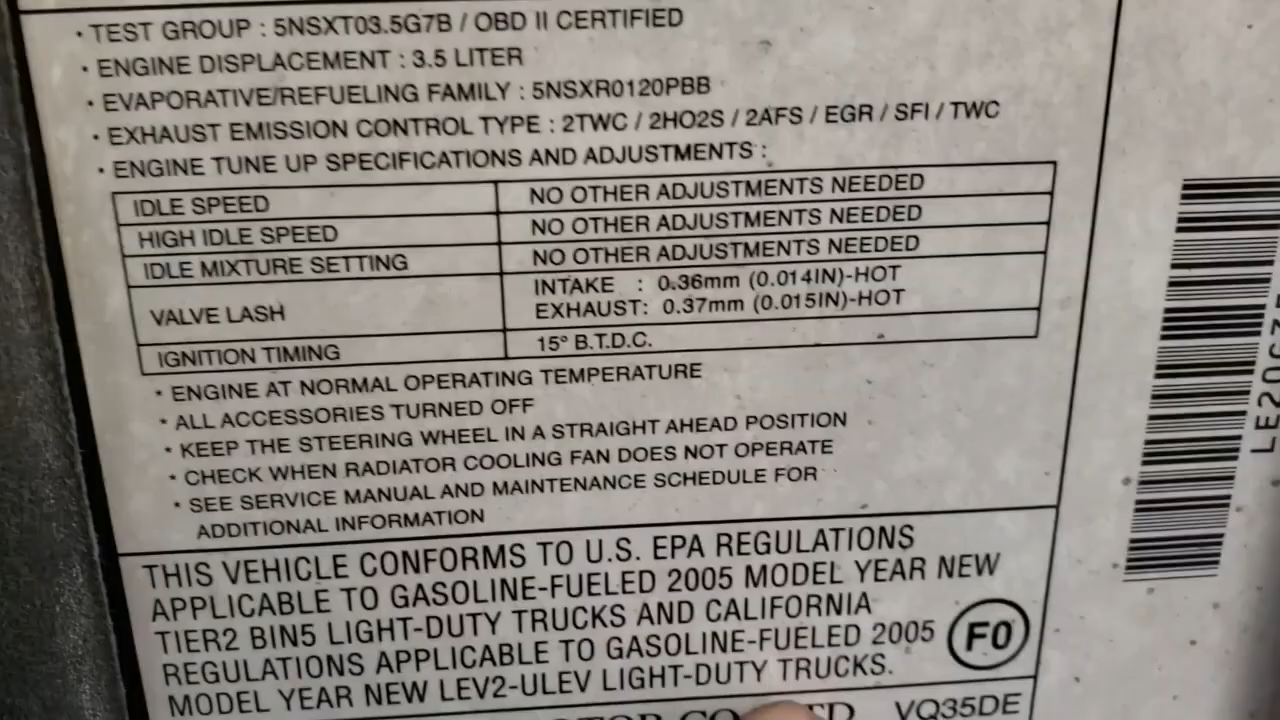 • TEST GROUP : 5NSXT03.5G7B / OBD II CERTIFIED
• ENGINE DISPLACEMENT : 3.5 LITER
• EVAPORATIVE/REFUELING FAMILY : 5NSXR0120PBB
• EXHAUST EMISSION CONTROL TYPE : 2TWC / 2HO2S / 2AFS / EGR / SFI / TWC
• ENGINE TUNE UP SPECIFICATIONS AND ADJUSTMENTS :
IDLE SPEED NO OTHER ADJUSTMENTS NEEDED
HIGH IDLE SPEED NO OTHER ADJUSTMENTS NEEDED
IDLE MIXTURE SETTING NO OTHER ADJUSTMENTS NEEDED
VALVE LASH INTAKE : 0.36mm (0.014IN)-HOT
EXHAUST: 0.37mm (0.015IN)-HOT
IGNITION TIMING 15° B.T.D.C.
* ENGINE AT NORMAL OPERATING TEMPERATURE
* ALL ACCESSORIES TURNED OFF
* KEEP THE STEERING WHEEL IN A STRAIGHT AHEAD POSITION
* CHECK WHEN RADIATOR COOLING FAN DOES NOT OPERATE
* SEE SERVICE MANUAL AND MAINTENANCE SCHEDULE FOR
ADDITIONAL INFORMATION
THIS VEHICLE CONFORMS TO U.S. EPA REGULATIONS
APPLICABLE TO GASOLINE-FUELED 2005 MODEL YEAR NEW
TIER2 BIN5 LIGHT-DUTY TRUCKS AND CALIFORNIA
REGULATIONS APPLICABLE TO GASOLINE-FUELED 2005
MODEL YEAR NEW LEV2-ULEV LIGHT-DUTY TRUCKS.
F0
VQ35DE